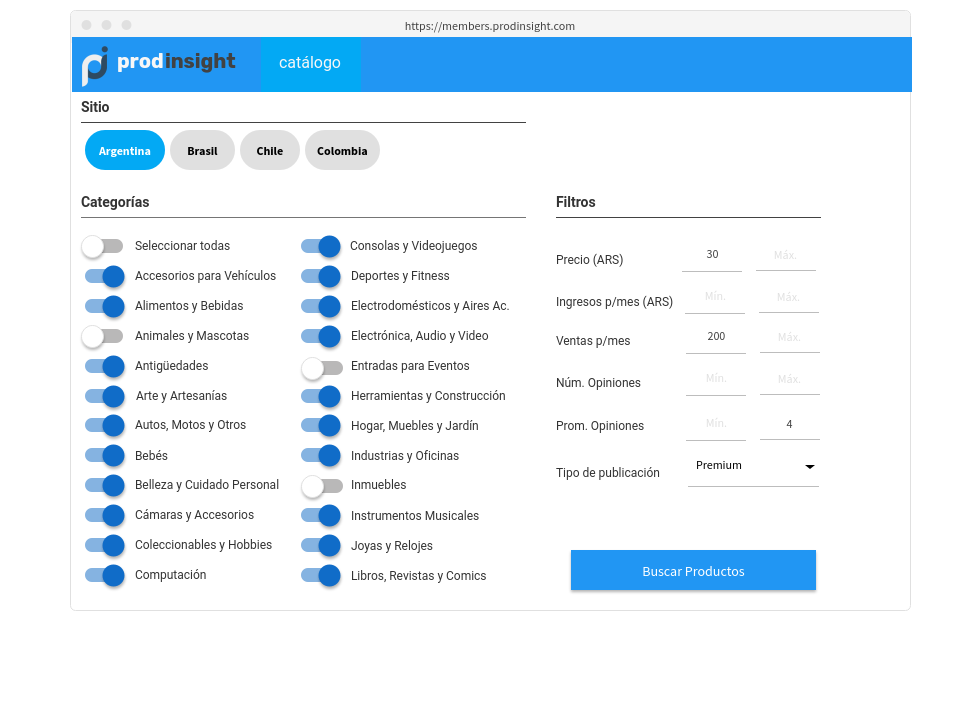 https://members.prodinsight.com
prodinsight
catálogo
Sitio
Argentina
Brasil
Chile
Colombia
Categorías
Seleccionar todas
Accesorios para Vehículos
Alimentos y Bebidas
Animales y Mascotas
Antigüedades
Arte y Artesanías
Autos, Motos y Otros
Bebés
Belleza y Cuidado Personal
Cámaras y Accesorios
Coleccionables y Hobbies
Computación
Consolas y Videojuegos
Deportes y Fitness
Electrodomésticos y Aires Ac.
Electrónica, Audio y Video
Entradas para Eventos
Herramientas y Construcción
Hogar, Muebles y Jardín
Industrias y Oficinas
Inmuebles
Instrumentos Musicales
Joyas y Relojes
Libros, Revistas y Comics
Filtros
Precio (ARS) 30 Máx.
Ingresos p/mes (ARS) Mín. Máx.
Ventas p/mes 200 Máx.
Núm. Opiniones Mín. Máx.
Prom. Opiniones Mín. 4
Tipo de publicación Premium
Buscar Productos